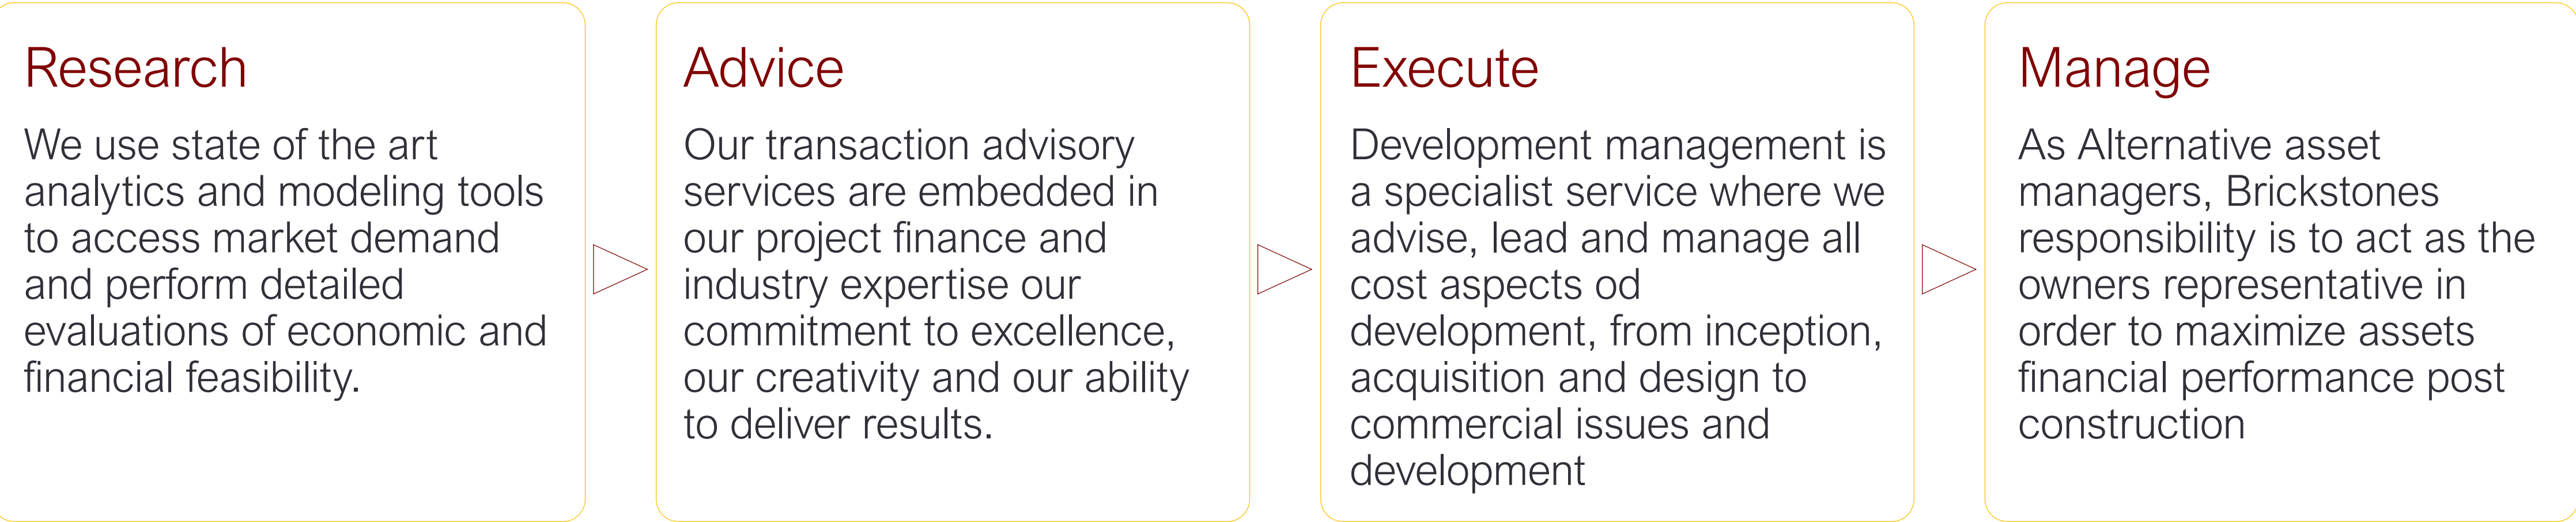 Research
We use state of the art
analytics and modeling tools
to access market demand
and perform detailed
evaluations of economic and
financial feasibility.
Advice
Our transaction advisory
services are embedded in
our project finance and
industry expertise our
commitment to excellence,
our creativity and our ability
to deliver results.
Execute
Development management is
a specialist service where we
advise, lead and manage all
cost aspects od
development, from inception,
acquisition and design to
commercial issues and
development
Manage
As Alternative asset
managers, Brickstones
responsibility is to act as the
owners representative in
order to maximize assets
financial performance post
construction